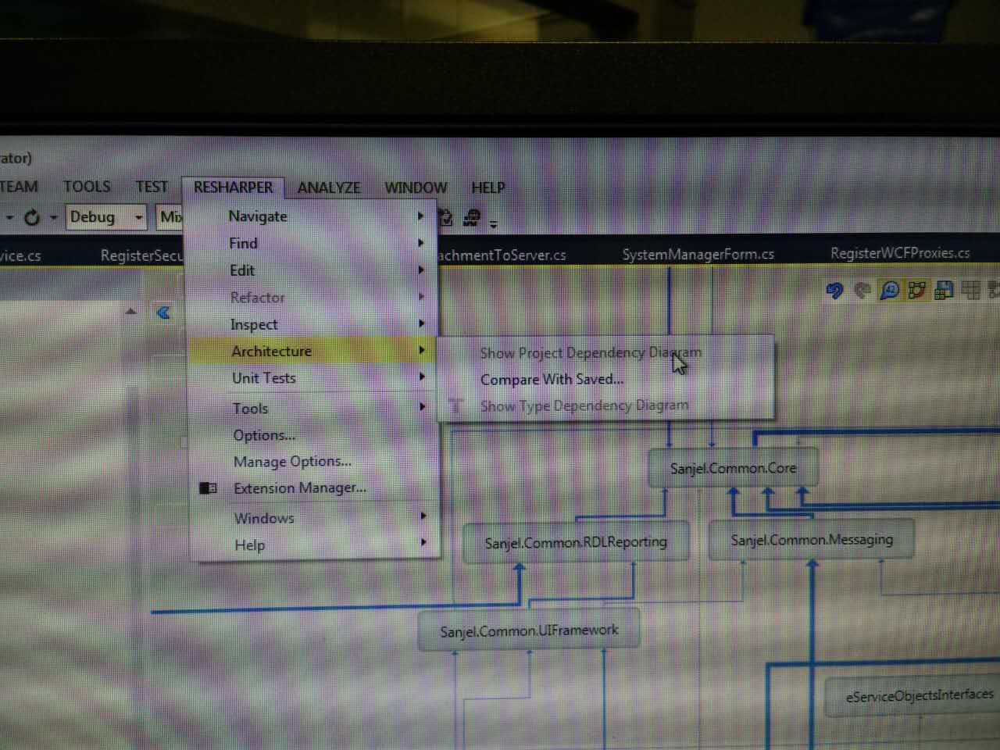 ator)
TEAM TOOLS TEST RESHARPER ANALYZE WINDOW HELP
Debug Mix
vice.cs RegisterSecu achmentToServer.cs SystemManagerForm.cs RegisterWCFProxies.cs
Navigate
Find
Edit
Refactor
Inspect
Architecture
Unit Tests
Tools
Options...
Manage Options...
Extension Manager...
Windows
Help
Show Project Dependency Diagram
Compare With Saved...
Show Type Dependency Diagram
Sanjel.Common.Core
Sanjel.Common.RDLReporting
Sanjel.Common.Messaging
Sanjel.Common.UIFramework
eServiceObjectsInterfaces